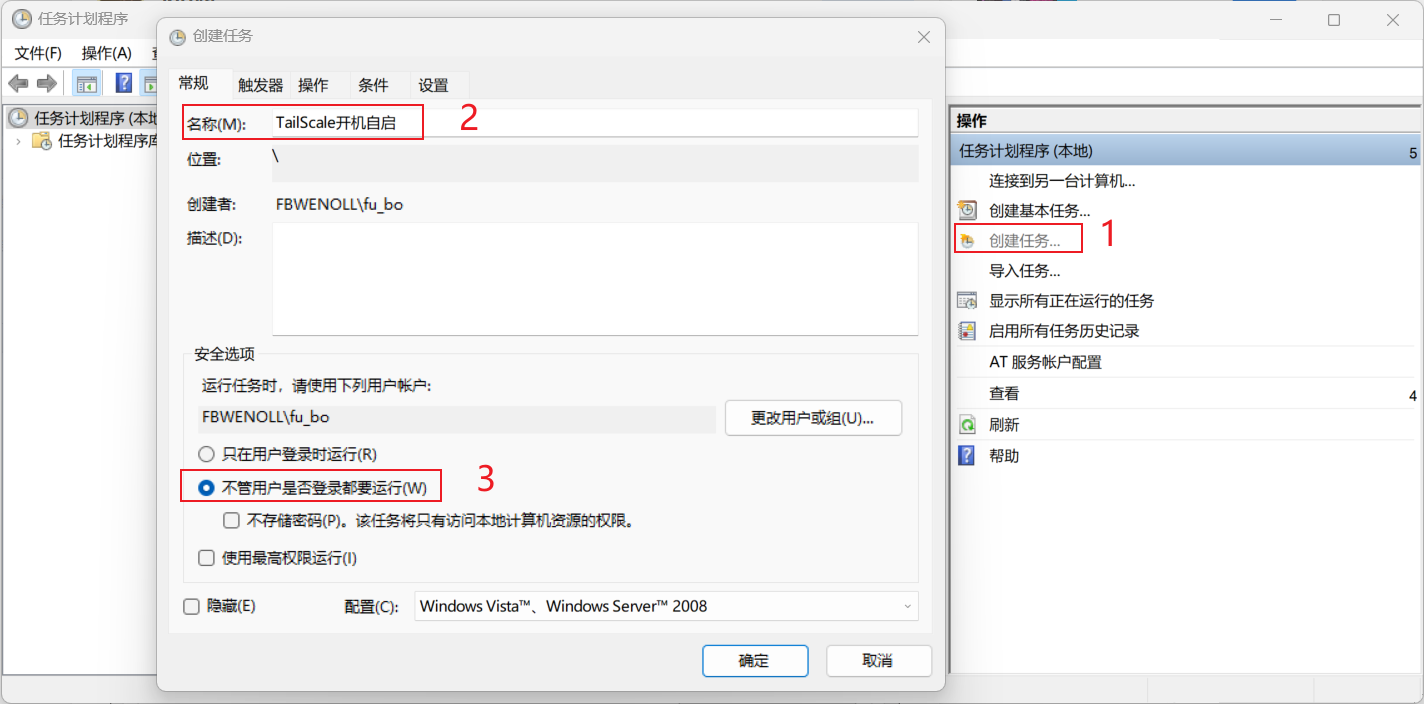 任务计划程序
文件(F) 操作(A)
任务计划程序 (本地
任务计划程序库
创建任务
常规 触发器 操作 条件 设置
名称(M): TailScale开机自启
2
位置: \
创建者: FBWENOLL\fu_bo
描述(D):
安全选项
运行任务时，请使用下列用户帐户:
FBWENOLL\fu_bo
更改用户或组(U)...
只在用户登录时运行(R)
不管用户是否登录都要运行(W)
3
不存储密码(P)。该任务将只有访问本地计算机资源的权限。
使用最高权限运行(I)
隐藏(E) 配置(C): Windows Vista™、Windows Server™ 2008
确定 取消
操作
任务计划程序 (本地) 5
连接到另一台计算机...
创建基本任务...
创建任务...
1
导入任务...
显示所有正在运行的任务
启用所有任务历史记录
AT 服务帐户配置
查看 4
刷新
帮助